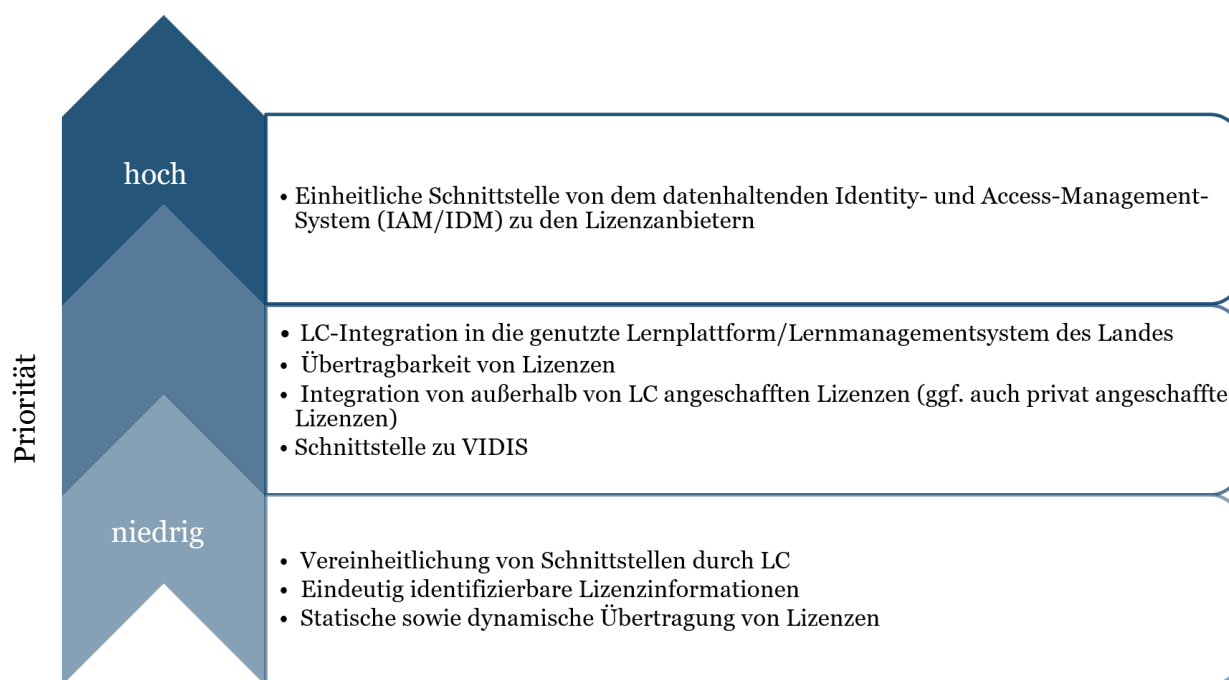 Priorität
hoch
• Einheitliche Schnittstelle von dem datenhaltenden Identity- und Access-Management-
System (IAM/IDM) zu den Lizenzanbietern
• LC-Integration in die genutzte Lernplattform/Lernmanagementsystem des Landes
• Übertragbarkeit von Lizenzen
• Integration von außerhalb von LC angeschafften Lizenzen (ggf. auch privat angeschaffte
Lizenzen)
• Schnittstelle zu VIDIS
niedrig
• Vereinheitlichung von Schnittstellen durch LC
• Eindeutig identifizierbare Lizenzinformationen
• Statische sowie dynamische Übertragung von Lizenzen